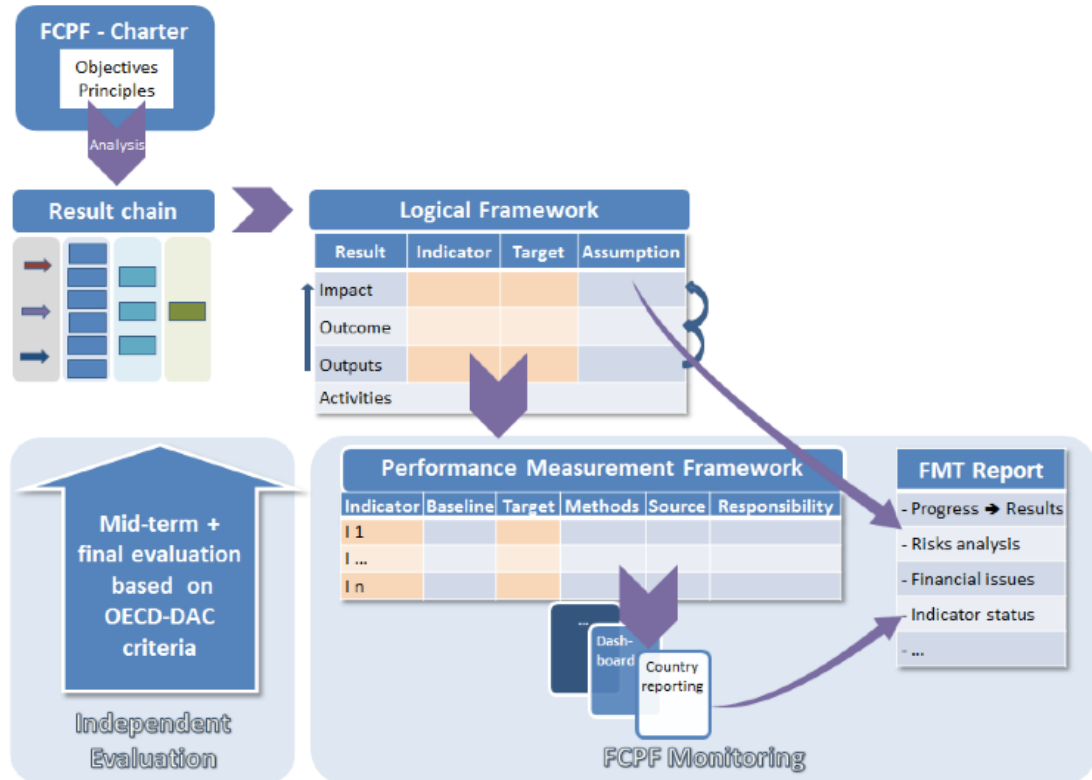 FCPF - Charter
Objectives
Principles
Analysis
Result chain
Logical Framework
Result Indicator Target Assumption
Impact
Outcome
Outputs
Activities
Mid-term +
final evaluation
based on
OECD-DAC
criteria
Independent
Evaluation
Performance Measurement Framework
Indicator Baseline Target Methods Source Responsibility
I 1
I ...
I n
...
Dash-
board
Country
reporting
FCPF Monitoring
FMT Report
- Progress ➔ Results
- Risks analysis
- Financial issues
- Indicator status
- ...